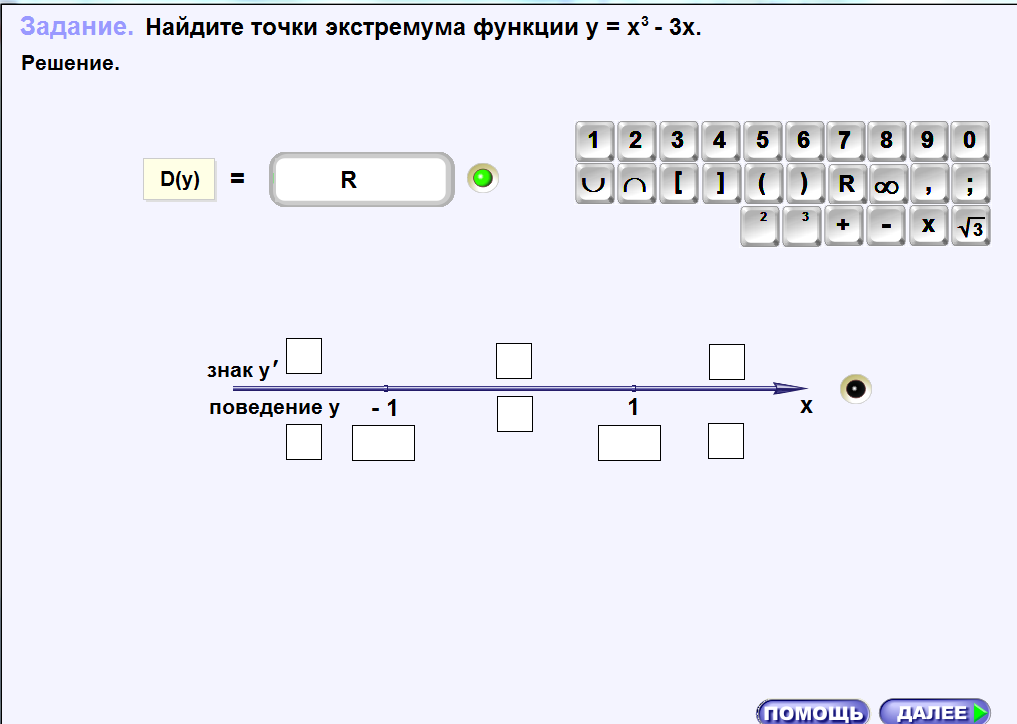 Задание. Найдите точки экстремума функции y = x³ - 3x.
Решение.
1 2 3 4 5 6 7 8 9 0
D(y) = R
∪ ∩ [ ] ( ) R ∞ , ;
2 3 + - x √3
знак y′
поведение y - 1 1 x
ПОМОЩЬ ДАЛЕЕ